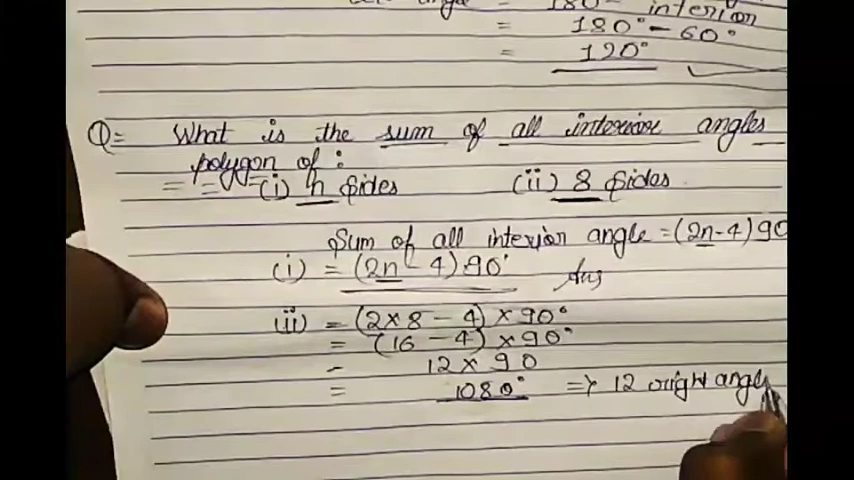 angle = 180 - interior
= 180° - 60°
= 120°
Q= What is the sum of all interior angles
polygon of :
(i) n sides (ii) 8 sides
Sum of all interior angle = (2n-4)90
(i) = (2n - 4) 90° Ans
(ii) = (2×8 - 4) × 90°
= (16 - 4) × 90°
- 12 × 90
= 1080° => 12 right angle